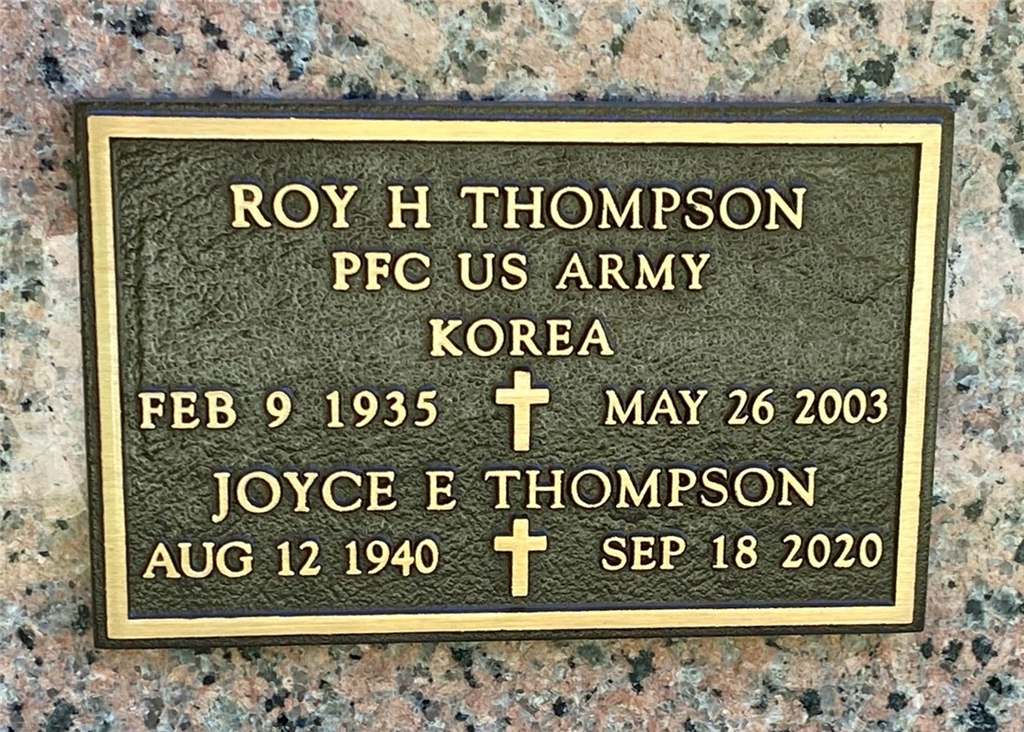 ROY H THOMPSON
PFC US ARMY
KOREA
FEB 9 1935 MAY 26 2003
JOYCE E THOMPSON
AUG 12 1940 SEP 18 2020